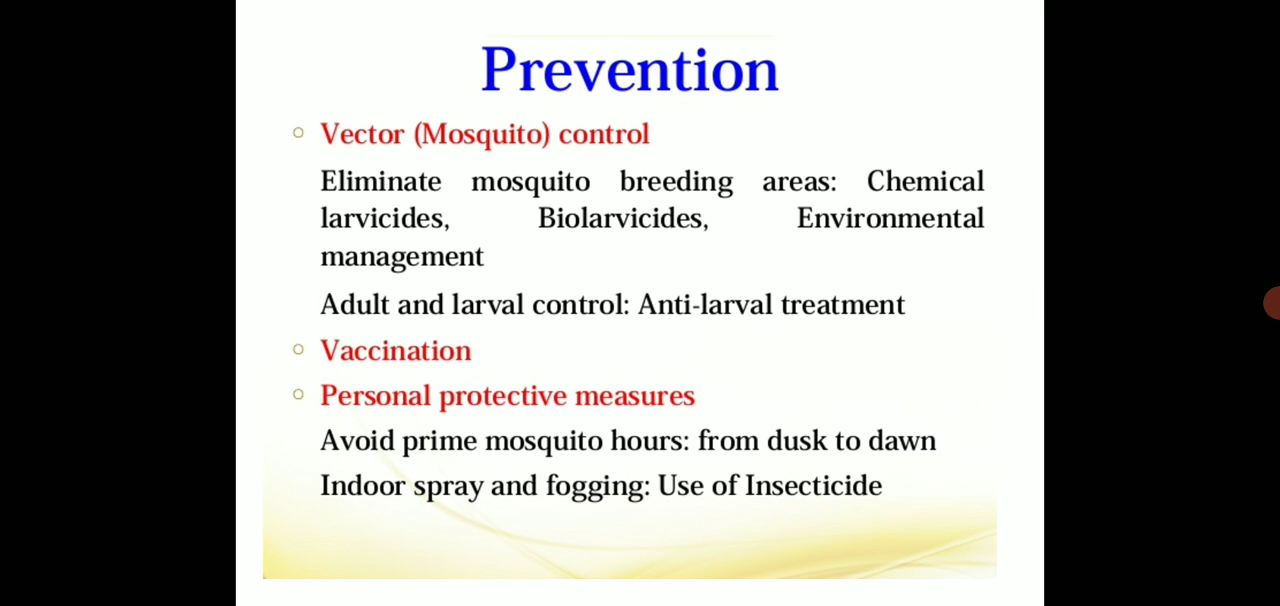 Prevention
Vector (Mosquito) control
Eliminate mosquito breeding areas: Chemical
larvicides, Biolarvicides, Environmental
management
Adult and larval control: Anti-larval treatment
Vaccination
Personal protective measures
Avoid prime mosquito hours: from dusk to dawn
Indoor spray and fogging: Use of Insecticide